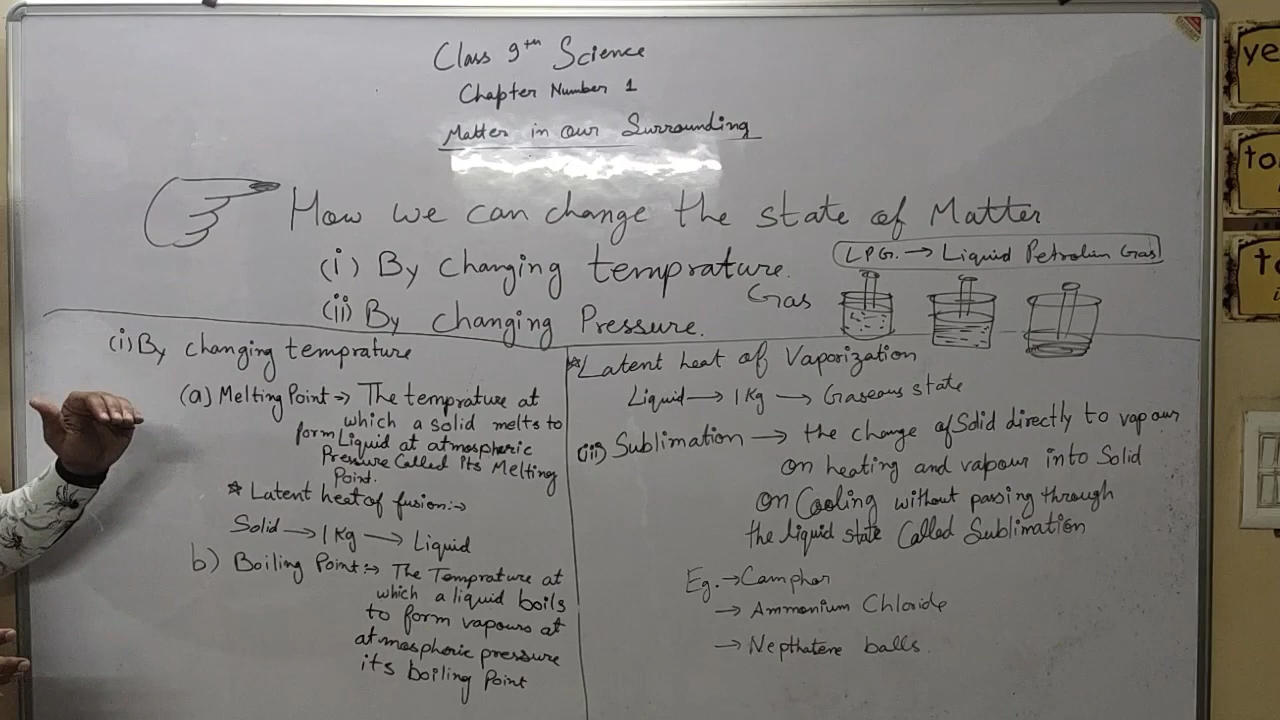 Class 9th Science
Chapter Number 1
Matter in our Surrounding
How we can change the state of Matter
(i) By changing temprature.
LPG. → Liquid Petrolium Gas
Gas
(ii) By changing Pressure.
(i) By changing temprature
(a) Melting Point → The temprature at
which a solid melts to
form Liquid at atmospheric
Pressure Called its Melting
Point.
* Latent heat of fusion:→
Solid → 1 Kg → Liquid
b) Boiling Point:→ The Temprature at
which a liquid boils
to form vapours at
atmospheric pressure
its boiling Point
* Latent heat of Vaporization
Liquid → 1 Kg → Gaseous state
(iii) Sublimation → the change of Solid directly to vapour
on heating and vapour into Solid
on Cooling without passing through
the liquid state Called Sublimation
Eg. → Camphor
→ Ammonium Chloride
→ Nepthatene balls.
ye
to
to